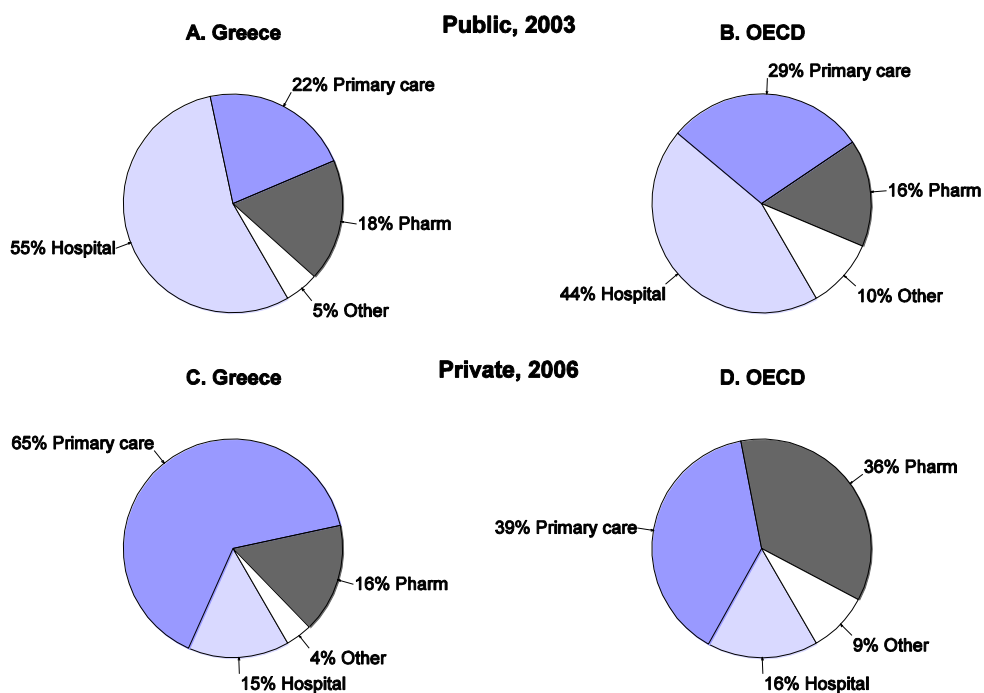 Public, 2003
A. Greece
B. OECD
22% Primary care
29% Primary care
18% Pharm
16% Pharm
55% Hospital
44% Hospital
5% Other
10% Other
Private, 2006
C. Greece
D. OECD
65% Primary care
36% Pharm
39% Primary care
16% Pharm
9% Other
4% Other
15% Hospital
16% Hospital